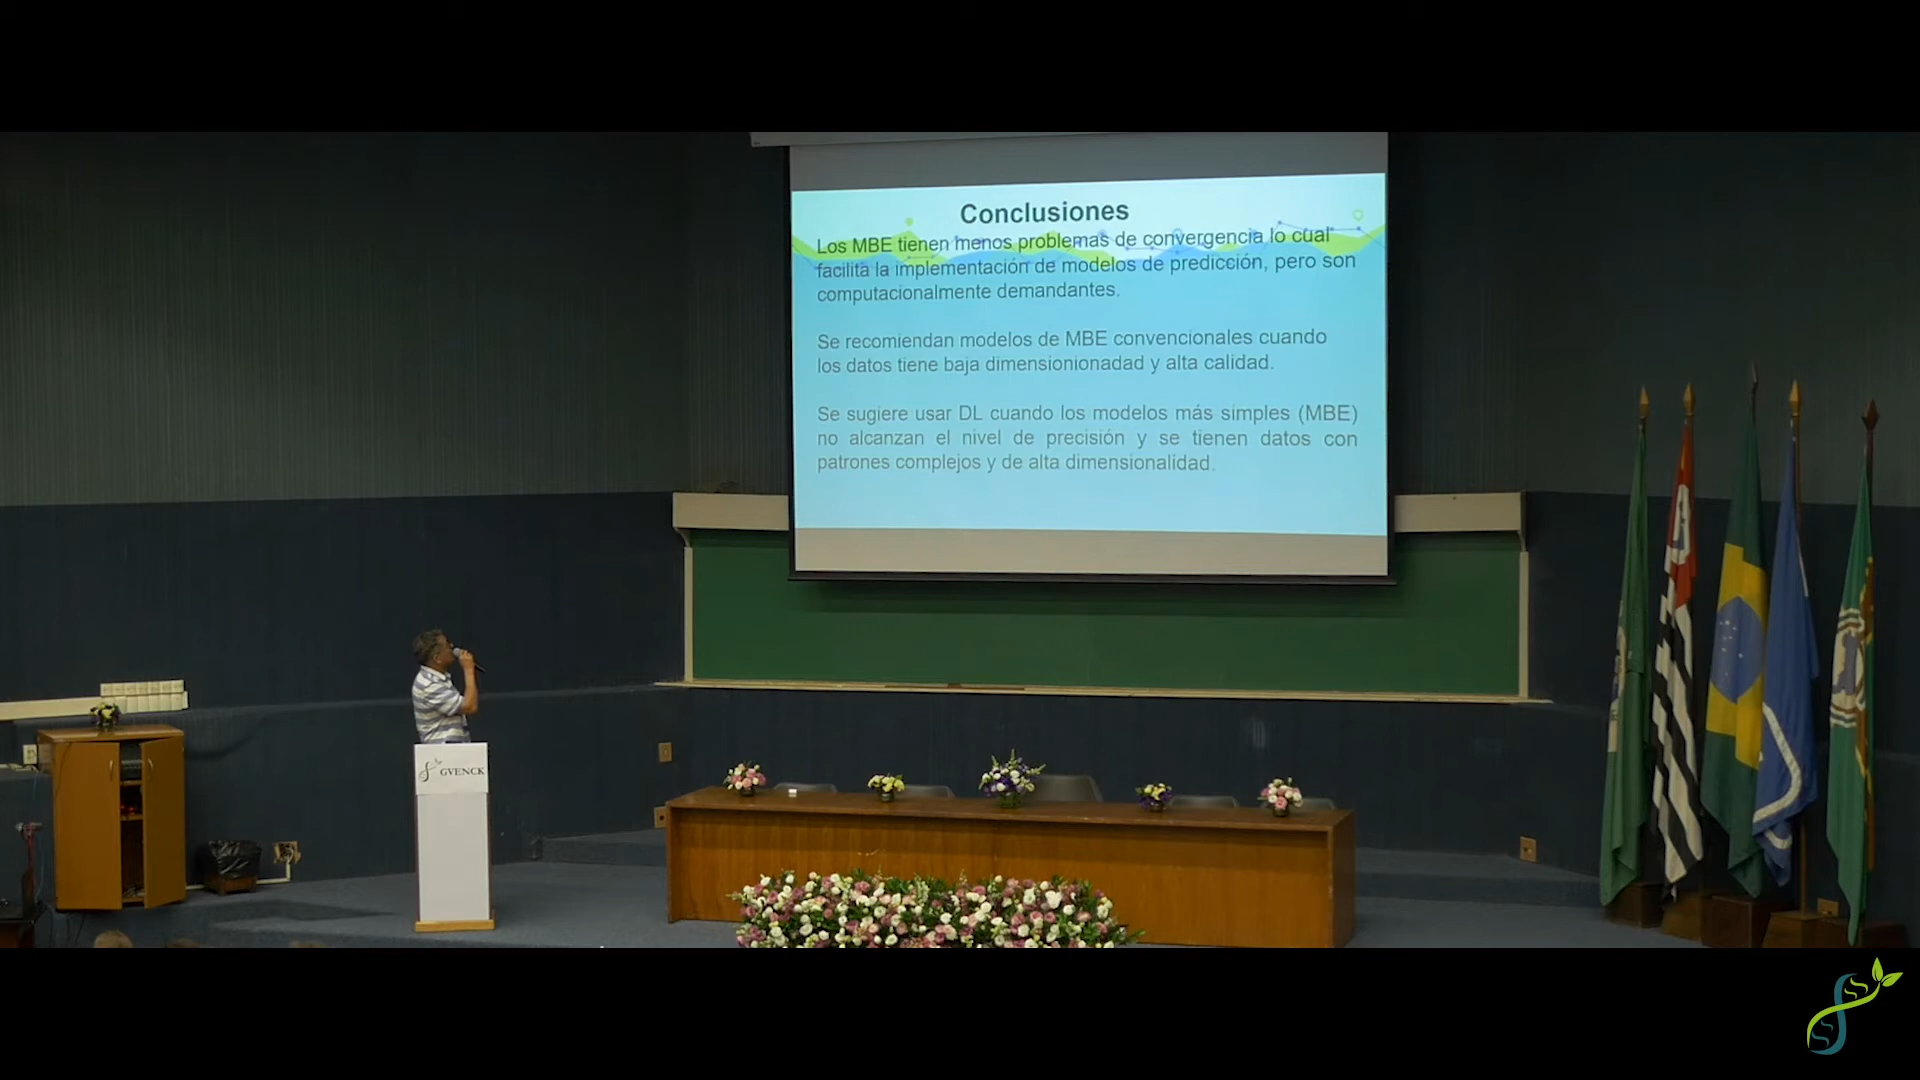 Conclusiones
Los MBE tienen menos problemas de convergencia lo cual
facilita la implementación de modelos de predicción, pero son
computacionalmente demandantes.
Se recomiendan modelos de MBE convencionales cuando
los datos tiene baja dimensionionadad y alta calidad.
Se sugiere usar DL cuando los modelos más simples (MBE)
no alcanzan el nivel de precisión y se tienen datos con
patrones complejos y de alta dimensionalidad.
GVENCK